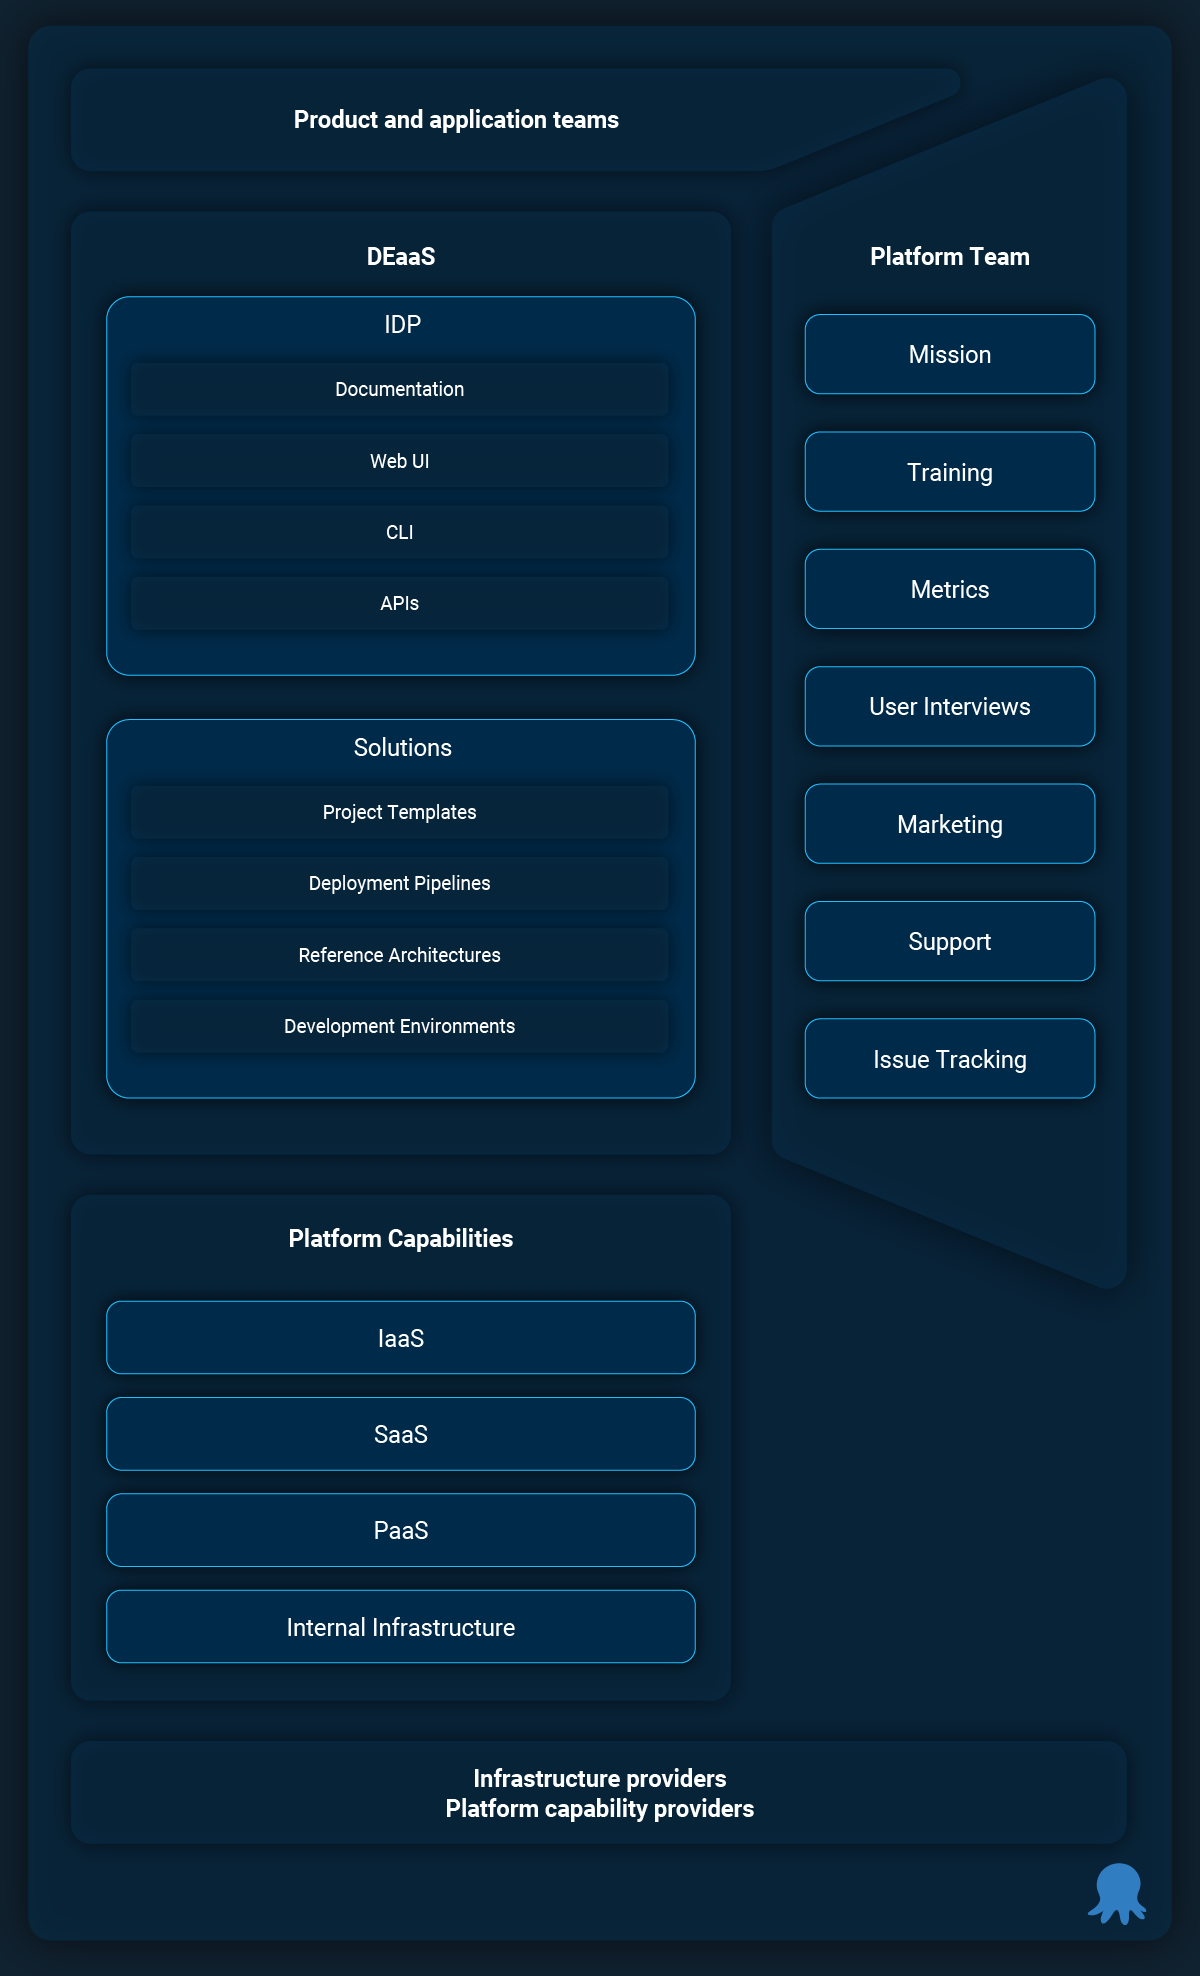 Product and application teams
DEaaS
IDP
Documentation
Web UI
CLI
APIs
Solutions
Project Templates
Deployment Pipelines
Reference Architectures
Development Environments
Platform Team
Mission
Training
Metrics
User Interviews
Marketing
Support
Issue Tracking
Platform Capabilities
IaaS
SaaS
PaaS
Internal Infrastructure
Infrastructure providers
Platform capability providers